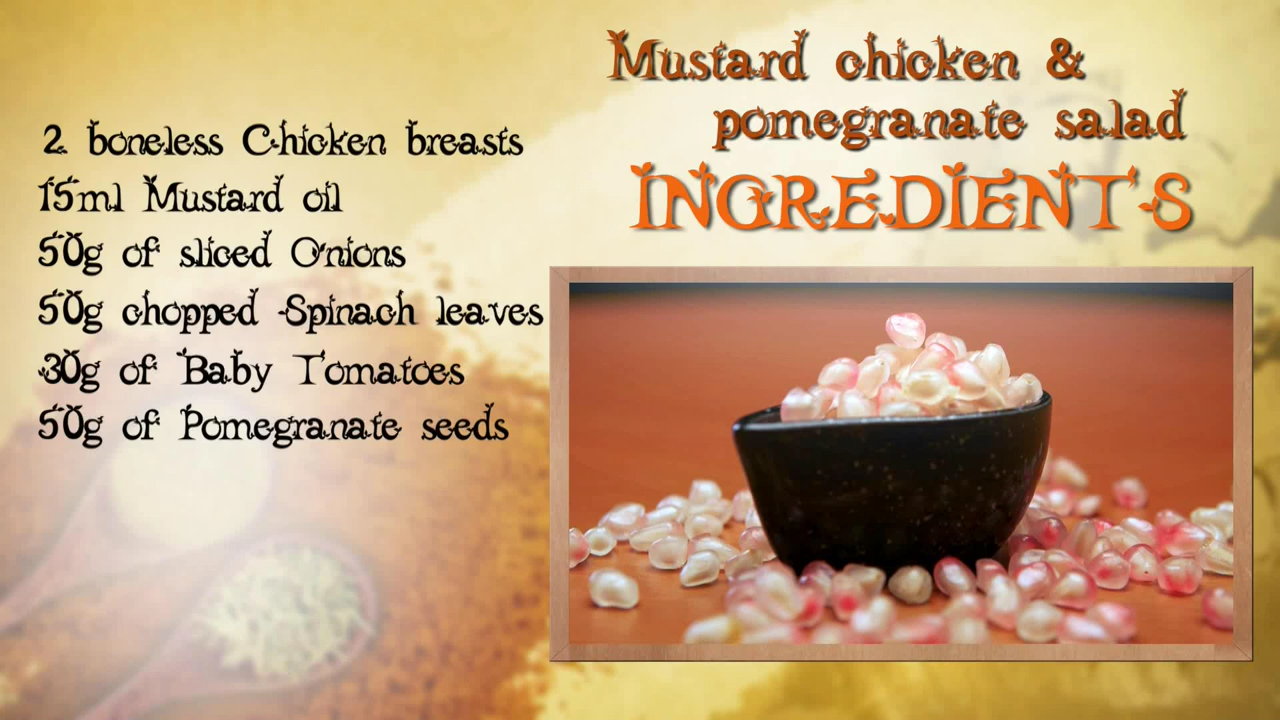 Mustard chicken &
pomegranate salad
INGREDIENTS
2 boneless Chicken breasts
15ml Mustard oil
50g of sliced Onions
50g chopped Spinach leaves
30g of Baby Tomatoes
50g of Pomegranate seeds